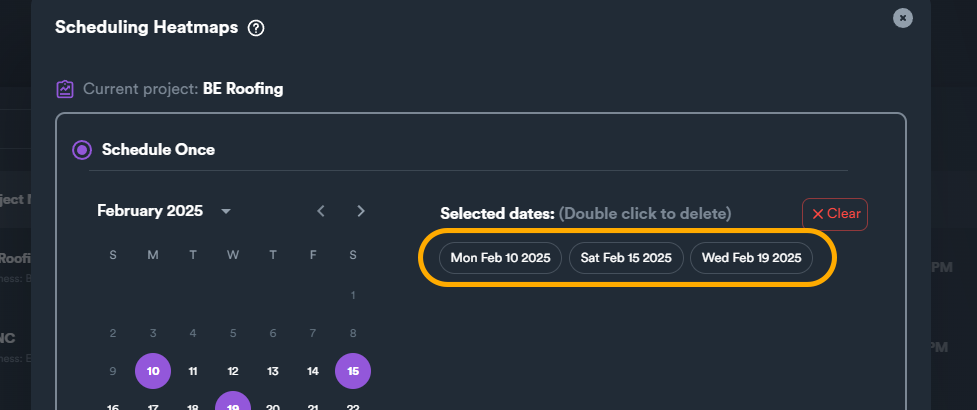 Scheduling Heatmaps ?
Current project: BE Roofing
Schedule Once
February 2025
Selected dates: (Double click to delete)
Clear
Mon Feb 10 2025 Sat Feb 15 2025 Wed Feb 19 2025
S M T W T F S
1
2 3 4 5 6 7 8
9 10 11 12 13 14 15
16 17 18 19 20 21 22
ject
Roofi
ness:
NC
ness:
PM
PM